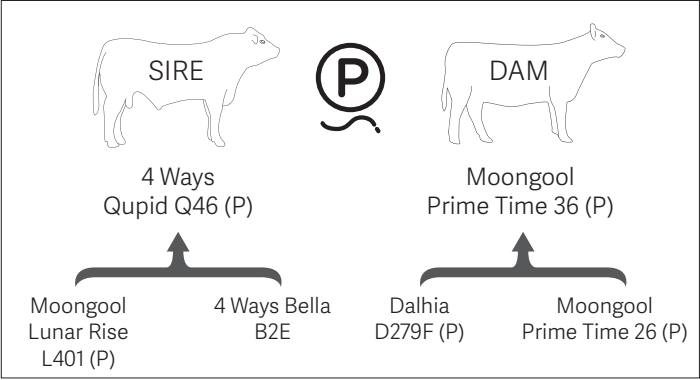 SIRE
P
DAM
4 Ways
Qupid Q46 (P)
Moongool
Prime Time 36 (P)
Moongool
Lunar Rise
L401 (P)
4 Ways Bella
B2E
Dalhia
D279F (P)
Moongool
Prime Time 26 (P)